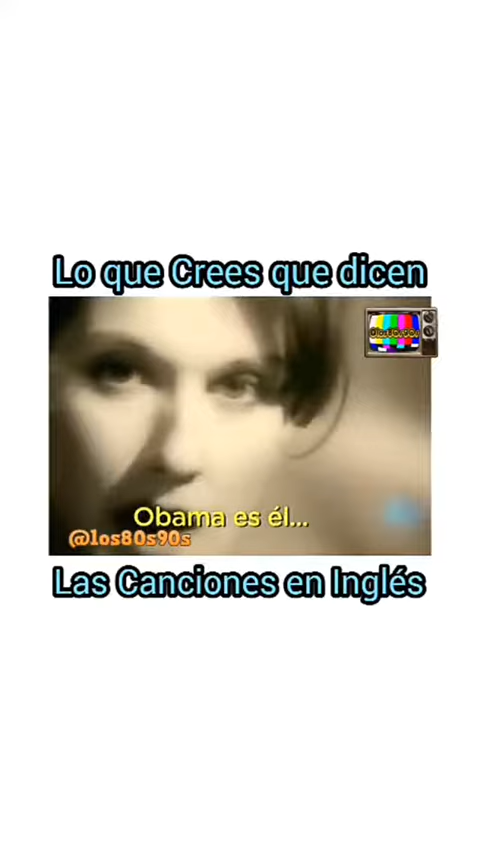 Lo que Crees que dicen
Obama es él...
@los80s90s
Las Canciones en Inglés